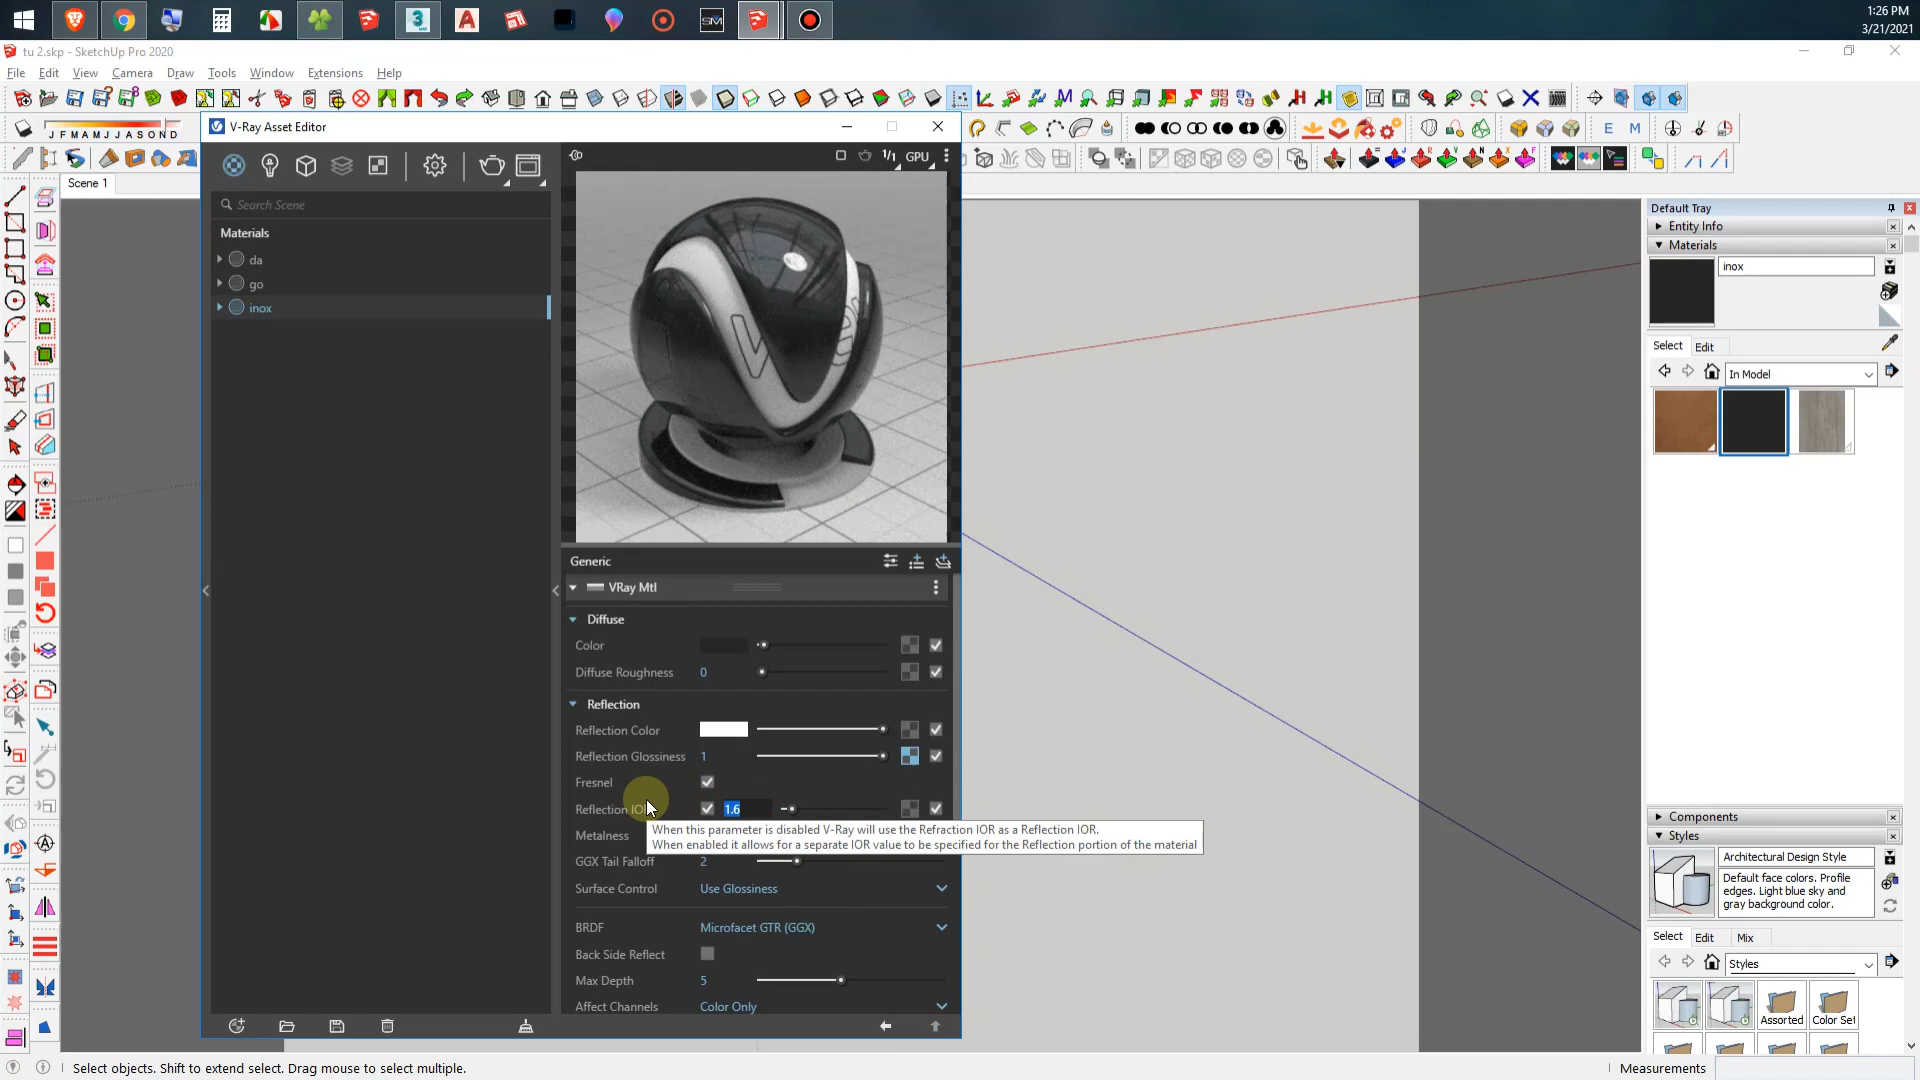 1:26 PM
3/21/2021
tu 2.skp - SketchUp Pro 2020
File Edit View Camera Draw Tools Window Extensions Help
J F M A M J J A S O N D
V-Ray Asset Editor
E M
Scene 1
1/1 GPU
Search Scene
Materials
da
go
inox
Generic
VRay Mtl
Diffuse
Color
Diffuse Roughness 0
Reflection
Reflection Color
Reflection Glossiness 1
Fresnel
Reflection IOR 1.6
Metalness
When this parameter is disabled V-Ray will use the Refraction IOR as a Reflection IOR.
When enabled it allows for a separate IOR value to be specified for the Reflection portion of the material
GGX Tail Falloff 2
Surface Control Use Glossiness
BRDF Microfacet GTR (GGX)
Back Side Reflect
Max Depth 5
Affect Channels Color Only
Default Tray
Entity Info
Materials
inox
Select Edit
In Model
Components
Styles
Architectural Design Style
Default face colors. Profile
edges. Light blue sky and
gray background color.
Select Edit Mix
Styles
Assorted
Color Set
Select objects. Shift to extend select. Drag mouse to select multiple.
Measurements